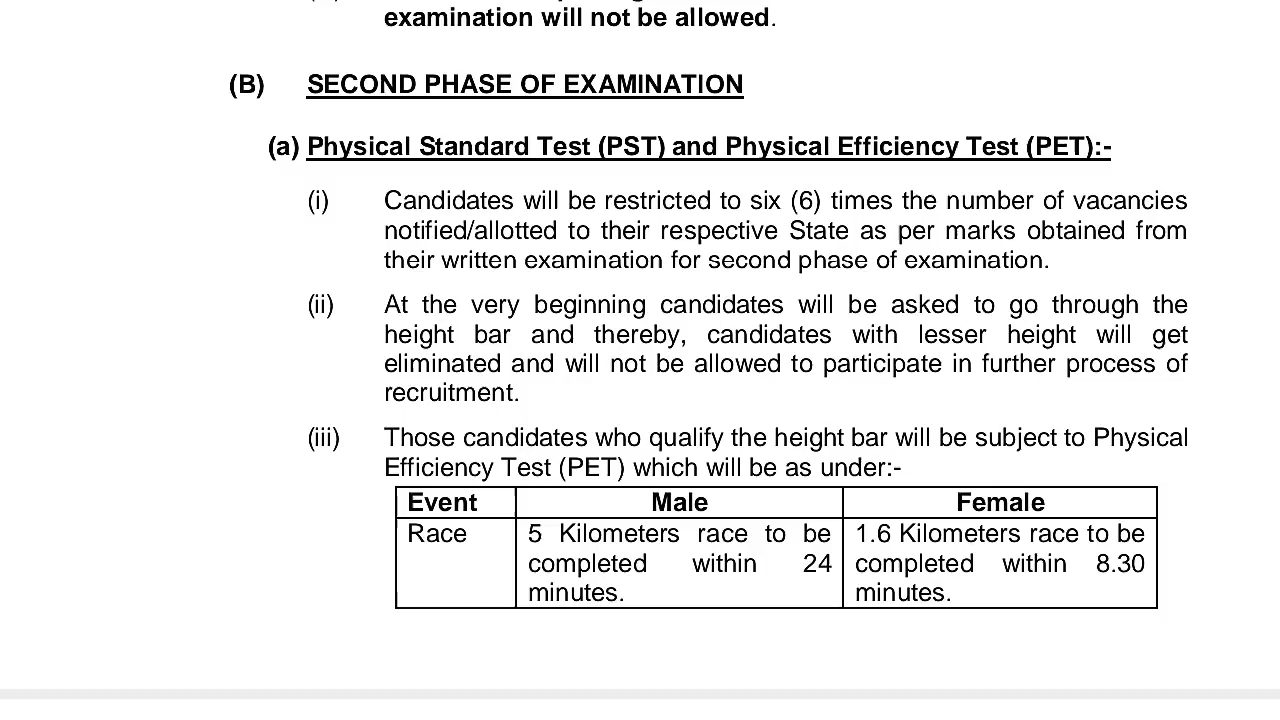 examination will not be allowed.
(B) SECOND PHASE OF EXAMINATION
(a) Physical Standard Test (PST) and Physical Efficiency Test (PET):-
(i) Candidates will be restricted to six (6) times the number of vacancies
notified/allotted to their respective State as per marks obtained from
their written examination for second phase of examination.
(ii) At the very beginning candidates will be asked to go through the
height bar and thereby, candidates with lesser height will get
eliminated and will not be allowed to participate in further process of
recruitment.
(iii) Those candidates who qualify the height bar will be subject to Physical
Efficiency Test (PET) which will be as under:-
Event Male Female
Race 5 Kilometers race to be 1.6 Kilometers race to be
completed within 24 completed within 8.30
minutes. minutes.